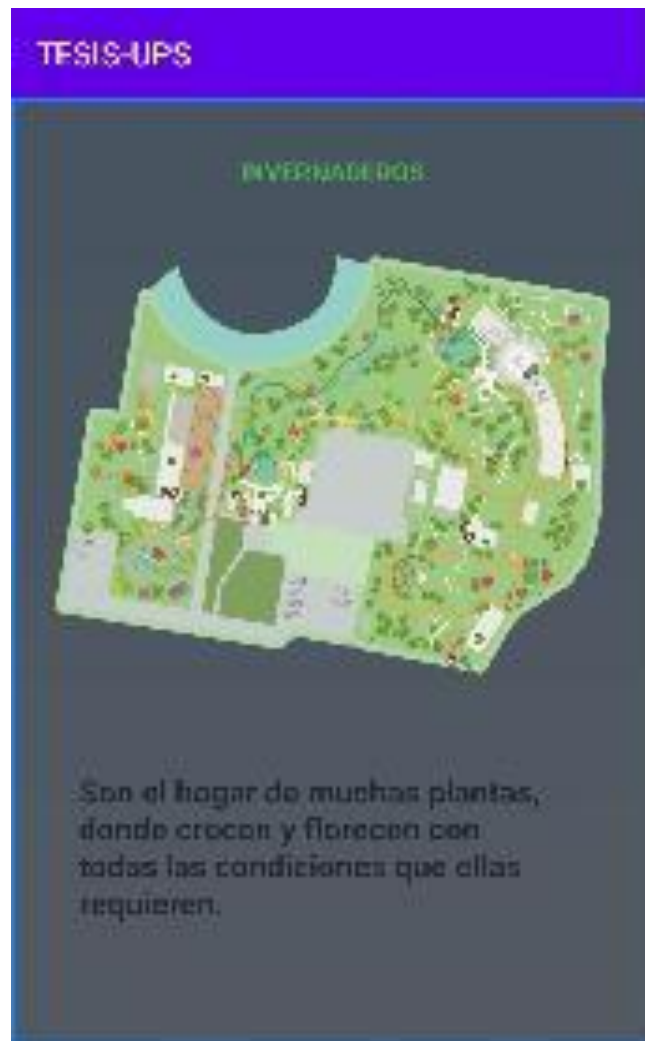 TESIS-UPS
INVERNADEROS
Son el hogar de muchas plantas,
donde crecen y florecen con
todas las condiciones que ellas
requieren.